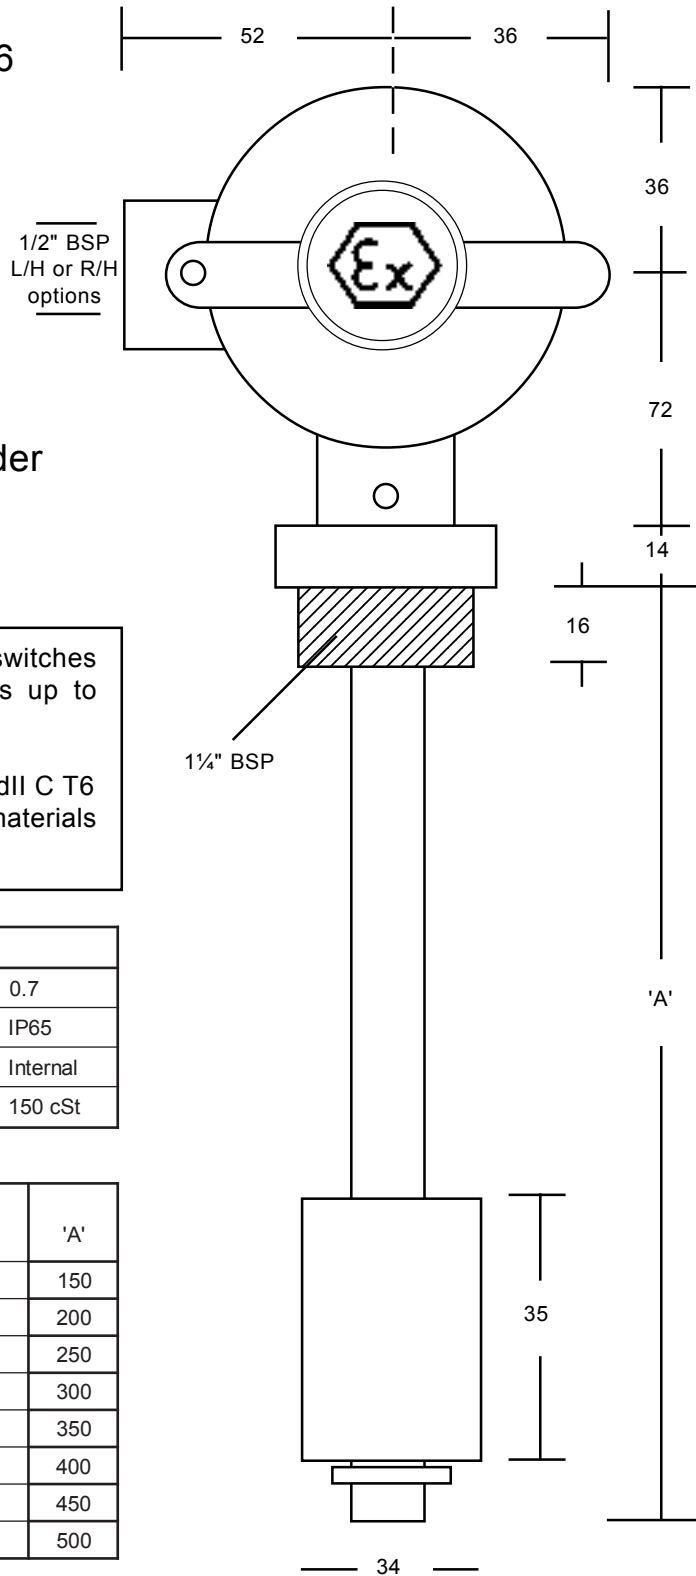 52
36
6
36
1/2" BSP
L/H or R/H
options
Ex
72
der
14
16
switches
s up to
1¼" BSP
dII C T6
materials
0.7
IP65
'A'
Internal
150 cSt
'A'
150
200
35
250
300
350
400
450
500
34